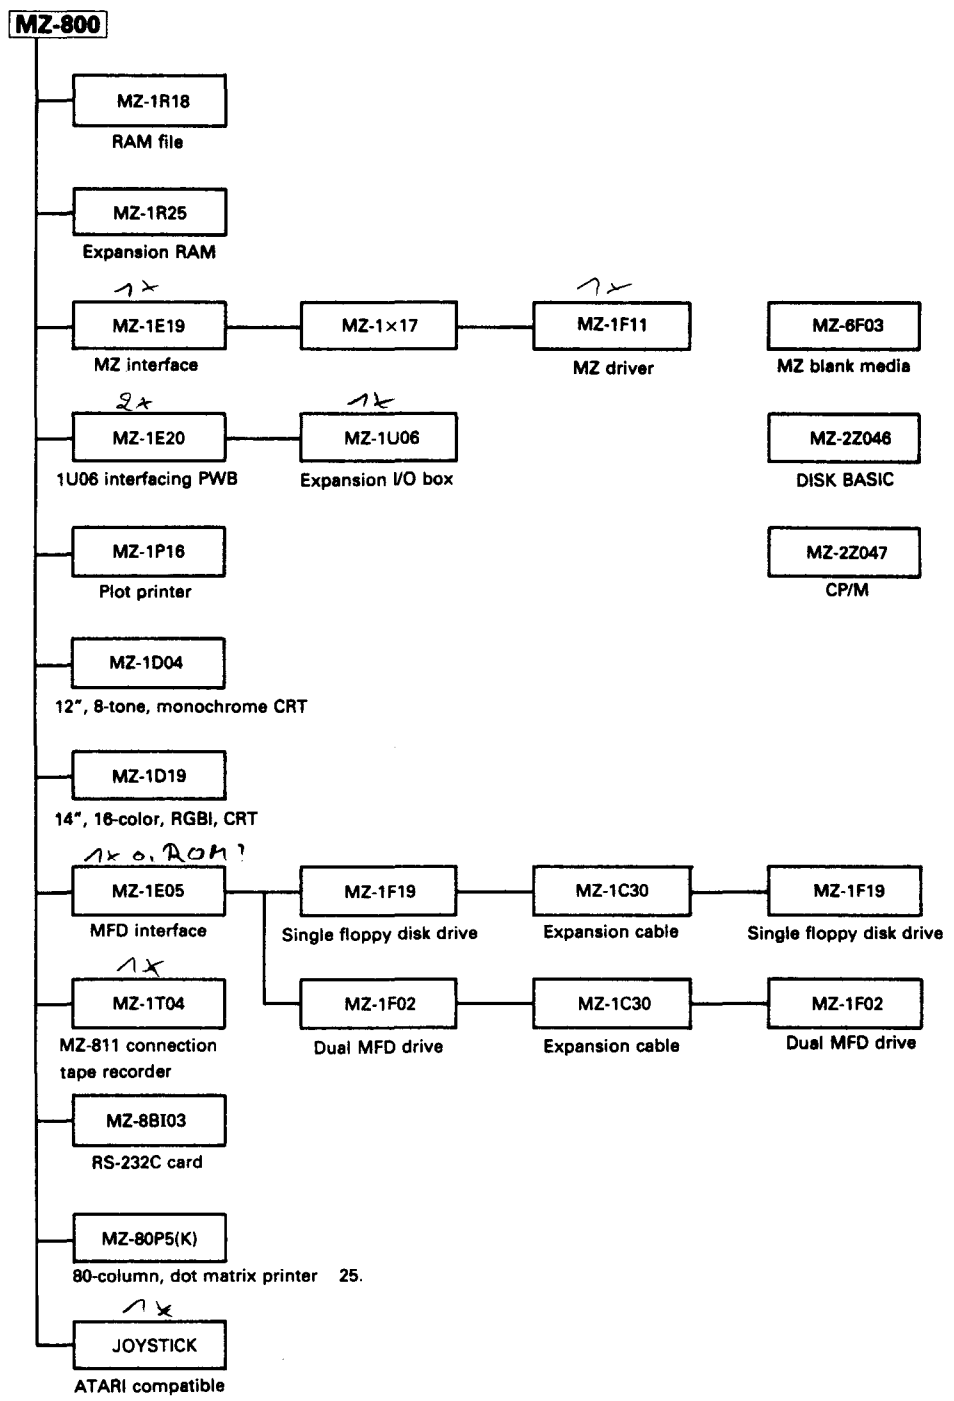 MZ-800
MZ-1R18
RAM file
MZ-1R25
Expansion RAM
1x
1x
MZ-1E19
MZ-1×17
MZ-1F11
MZ-6F03
MZ interface
MZ driver
MZ blank media
2x
1x
MZ-1E20
MZ-1U06
MZ-2Z046
1U06 interfacing PWB
Expansion I/O box
DISK BASIC
MZ-1P16
MZ-2Z047
Plot printer
CP/M
MZ-1D04
12", 8-tone, monochrome CRT
MZ-1D19
14", 16-color, RGBI, CRT
1x o. ROM?
MZ-1E05
MZ-1F19
MZ-1C30
MZ-1F19
MFD interface
Single floppy disk drive
Expansion cable
Single floppy disk drive
1x
MZ-1T04
MZ-1F02
MZ-1C30
MZ-1F02
MZ-811 connection
tape recorder
Dual MFD drive
Expansion cable
Dual MFD drive
MZ-8BI03
RS-232C card
MZ-80P5(K)
80-column, dot matrix printer 25.
1x
JOYSTICK
ATARI compatible